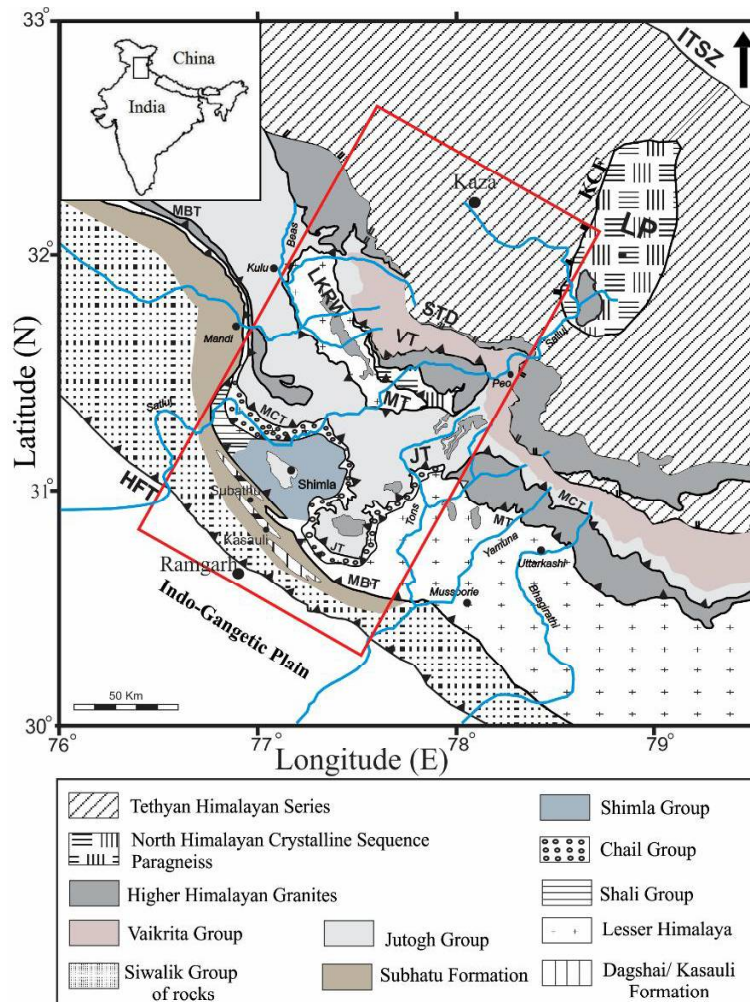 33°
32°
31°
30°
Latitude (N)
China
India
ITSZ
Kaza
KCF
LP
MBT
Beas
Kulu
LKRW
STD
VT
Mandi
Satluj
Peo
MT
Satluj
MCT
JT
Shimla
HFT
Subathu
Kasauli
Ramgarh
JT
MBT
Tons
MT
Yamuna
MCT
Uttarkashi
Mussoorie
Bhagirathi
Indo-Gangetic Plain
50 Km
76°
77°
78°
79°
Longitude (E)
Tethyan Himalayan Series
North Himalayan Crystalline Sequence
Paragneiss
Higher Himalayan Granites
Vaikrita Group
Siwalik Group
of rocks
Jutogh Group
Subhatu Formation
Shimla Group
Chail Group
Shali Group
Lesser Himalaya
Dagshai/ Kasauli
Formation